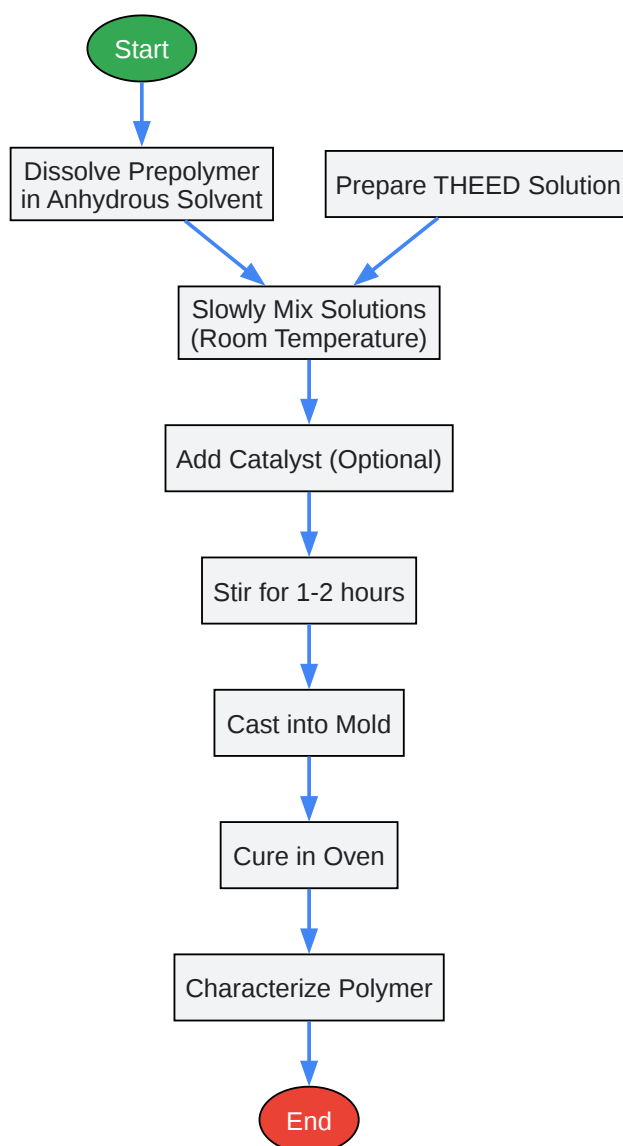 Start
Dissolve Prepolymer
in Anhydrous Solvent
Prepare THEED Solution
Slowly Mix Solutions
(Room Temperature)
Add Catalyst (Optional)
Stir for 1-2 hours
Cast into Mold
Cure in Oven
Characterize Polymer
End